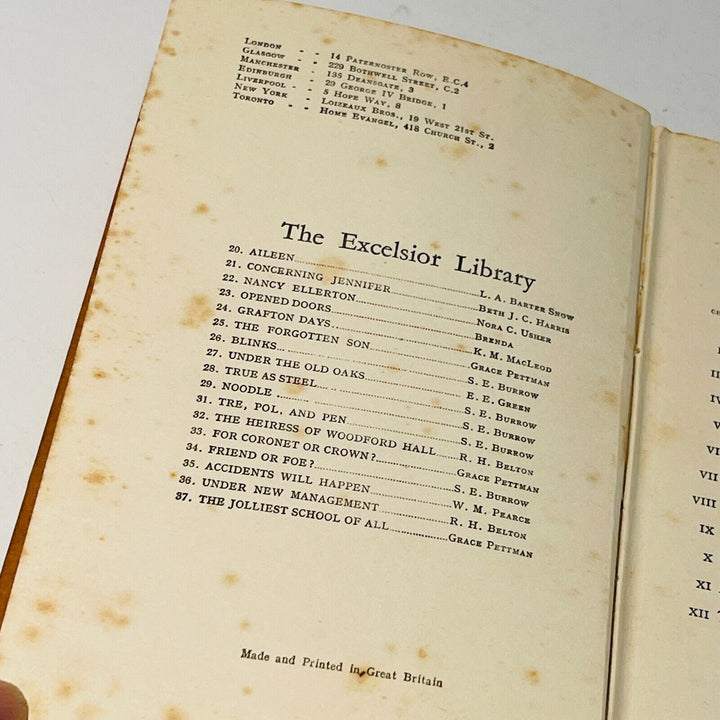 LONDON - - 14 PATERNOSTER ROW, E.C.4
GLASGOW - - 229 BOTHWELL STREET, C.2
MANCHESTER - 135 DEANSGATE, 3
EDINBURGH - 29 GEORGE IV BRIDGE, 1
LIVERPOOL - - 5 HOPE WAY, 8
NEW YORK - LOIZEAUX BROS., 19 WEST 21ST ST.
TORONTO - - HOME EVANGEL, 418 CHURCH ST., 2
The Excelsior Library
20. AILEEN L. A. BARTER SNOW
21. CONCERNING JENNIFER BETH J. C. HARRIS
22. NANCY ELLERTON NORA C. USHER
23. OPENED DOORS BRENDA
24. GRAFTON DAYS K. M. MACLEOD
25. THE FORGOTTEN SON GRACE PETTMAN
26. BLINKS S. E. BURROW
27. UNDER THE OLD OAKS E. E. GREEN
28. TRUE AS STEEL S. E. BURROW
29. NOODLE S. E. BURROW
31. TRE, POL, AND PEN S. E. BURROW
32. THE HEIRESS OF WOODFORD HALL R. H. BELTON
33. FOR CORONET OR CROWN? GRACE PETTMAN
34. FRIEND OR FOE? S. E. BURROW
35. ACCIDENTS WILL HAPPEN W. M. PEARCE
36. UNDER NEW MANAGEMENT R. H. BELTON
37. THE JOLLIEST SCHOOL OF ALL GRACE PETTMAN
Made and Printed in Great Britain
VI
VII
VIII
IX
X
XI
XII